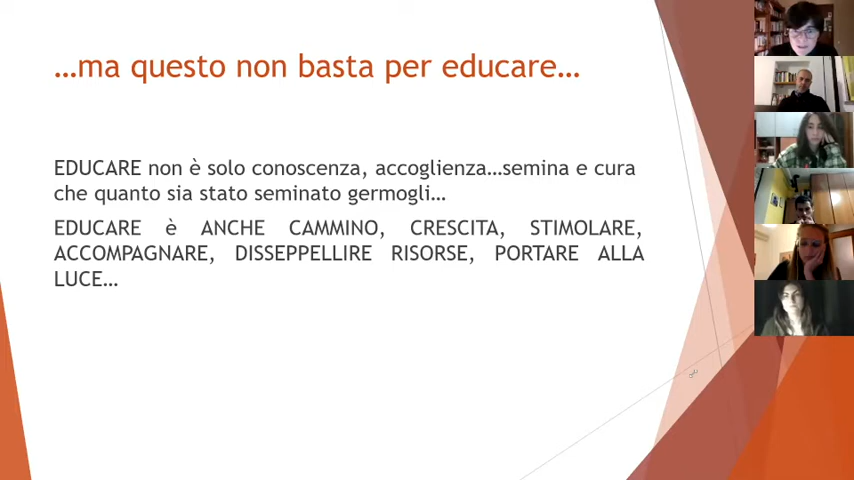 …ma questo non basta per educare…
EDUCARE non è solo conoscenza, accoglienza…semina e cura
che quanto sia stato seminato germogli…
EDUCARE è ANCHE CAMMINO, CRESCITA, STIMOLARE,
ACCOMPAGNARE, DISSEPPELLIRE RISORSE, PORTARE ALLA
LUCE…